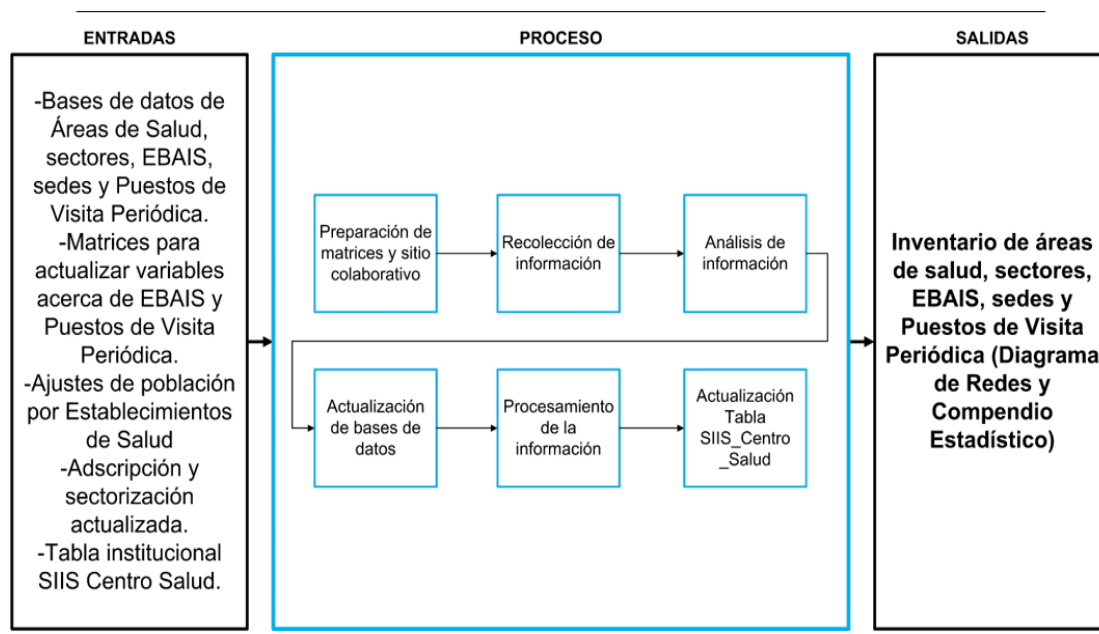 ENTRADAS
-Bases de datos de
Áreas de Salud,
sectores, EBAIS,
sedes y Puestos de
Visita Periódica.
-Matrices para
actualizar variables
acerca de EBAIS y
Puestos de Visita
Periódica.
-Ajustes de población
por Establecimientos
de Salud
-Adscripción y
sectorización
actualizada.
-Tabla institucional
SIIS Centro Salud.
PROCESO
Preparación de
matrices y sitio
colaborativo
Recolección de
información
Análisis de
información
Actualización
de bases de
datos
Procesamiento
de la
información
Actualización
Tabla
SIIS_Centro
_Salud
SALIDAS
Inventario de áreas
de salud, sectores,
EBAIS, sedes y
Puestos de Visita
Periódica (Diagrama
de Redes y
Compendio
Estadístico)